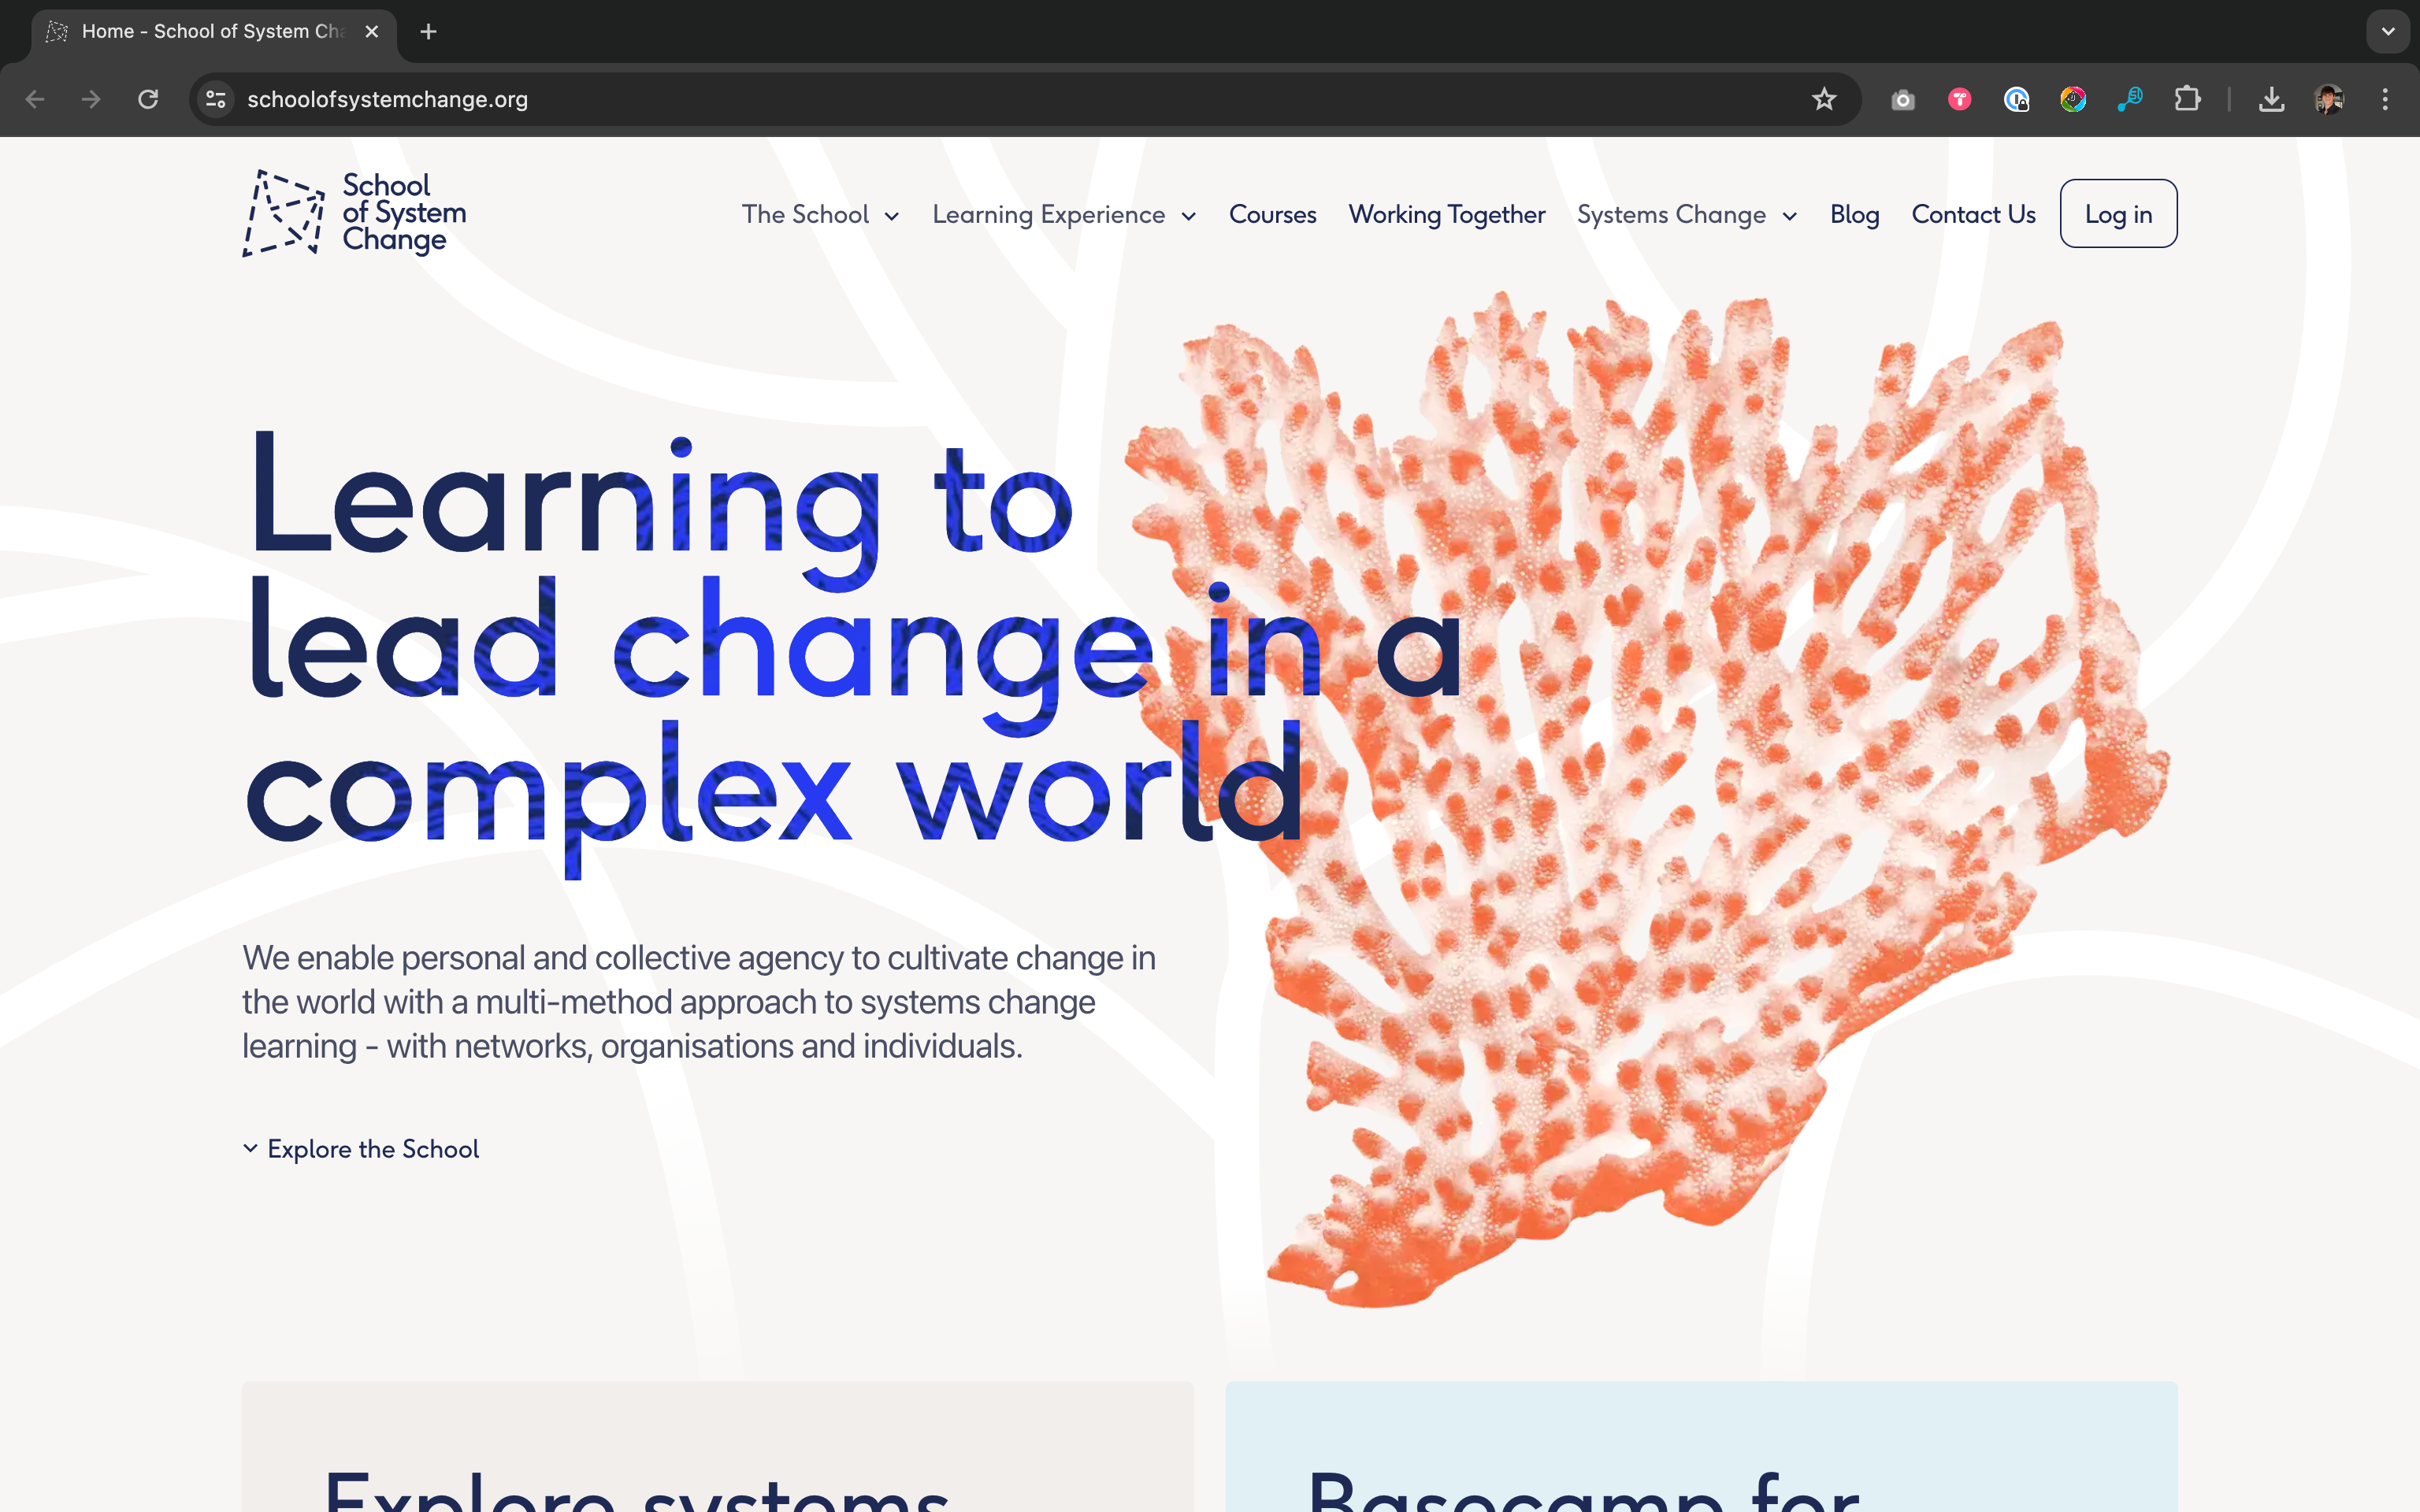 Home - School of System Cha
schoolofsystemchange.org
School
of System
Change
The School
Learning Experience
Courses
Working Together
Systems Change
Blog
Contact Us
Log in
Learning to
lead change in a
complex world
We enable personal and collective agency to cultivate change in
the world with a multi-method approach to systems change
learning - with networks, organisations and individuals.
Explore the School
Explore systems
Basecamp for